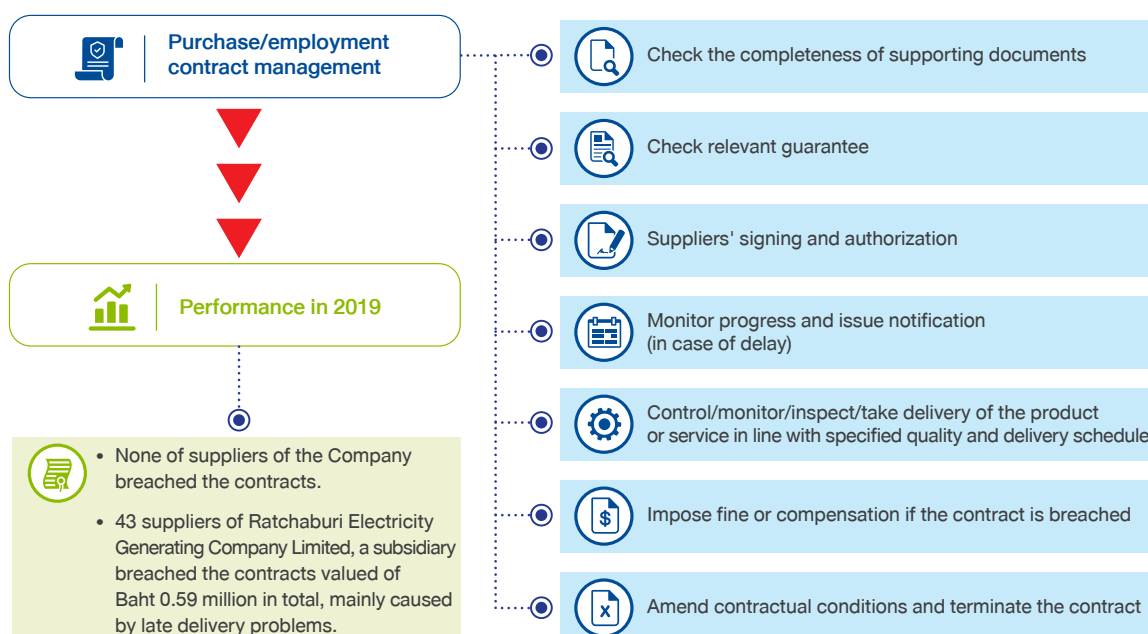 Purchase/employment
contract management
Performance in 2019
• None of suppliers of the Company
breached the contracts.
• 43 suppliers of Ratchaburi Electricity
Generating Company Limited, a subsidiary
breached the contracts valued of
Baht 0.59 million in total, mainly caused
by late delivery problems.
Check the completeness of supporting documents
Check relevant guarantee
Suppliers' signing and authorization
Monitor progress and issue notification
(in case of delay)
Control/monitor/inspect/take delivery of the product
or service in line with specified quality and delivery schedule
$ Impose fine or compensation if the contract is breached
x Amend contractual conditions and terminate the contract